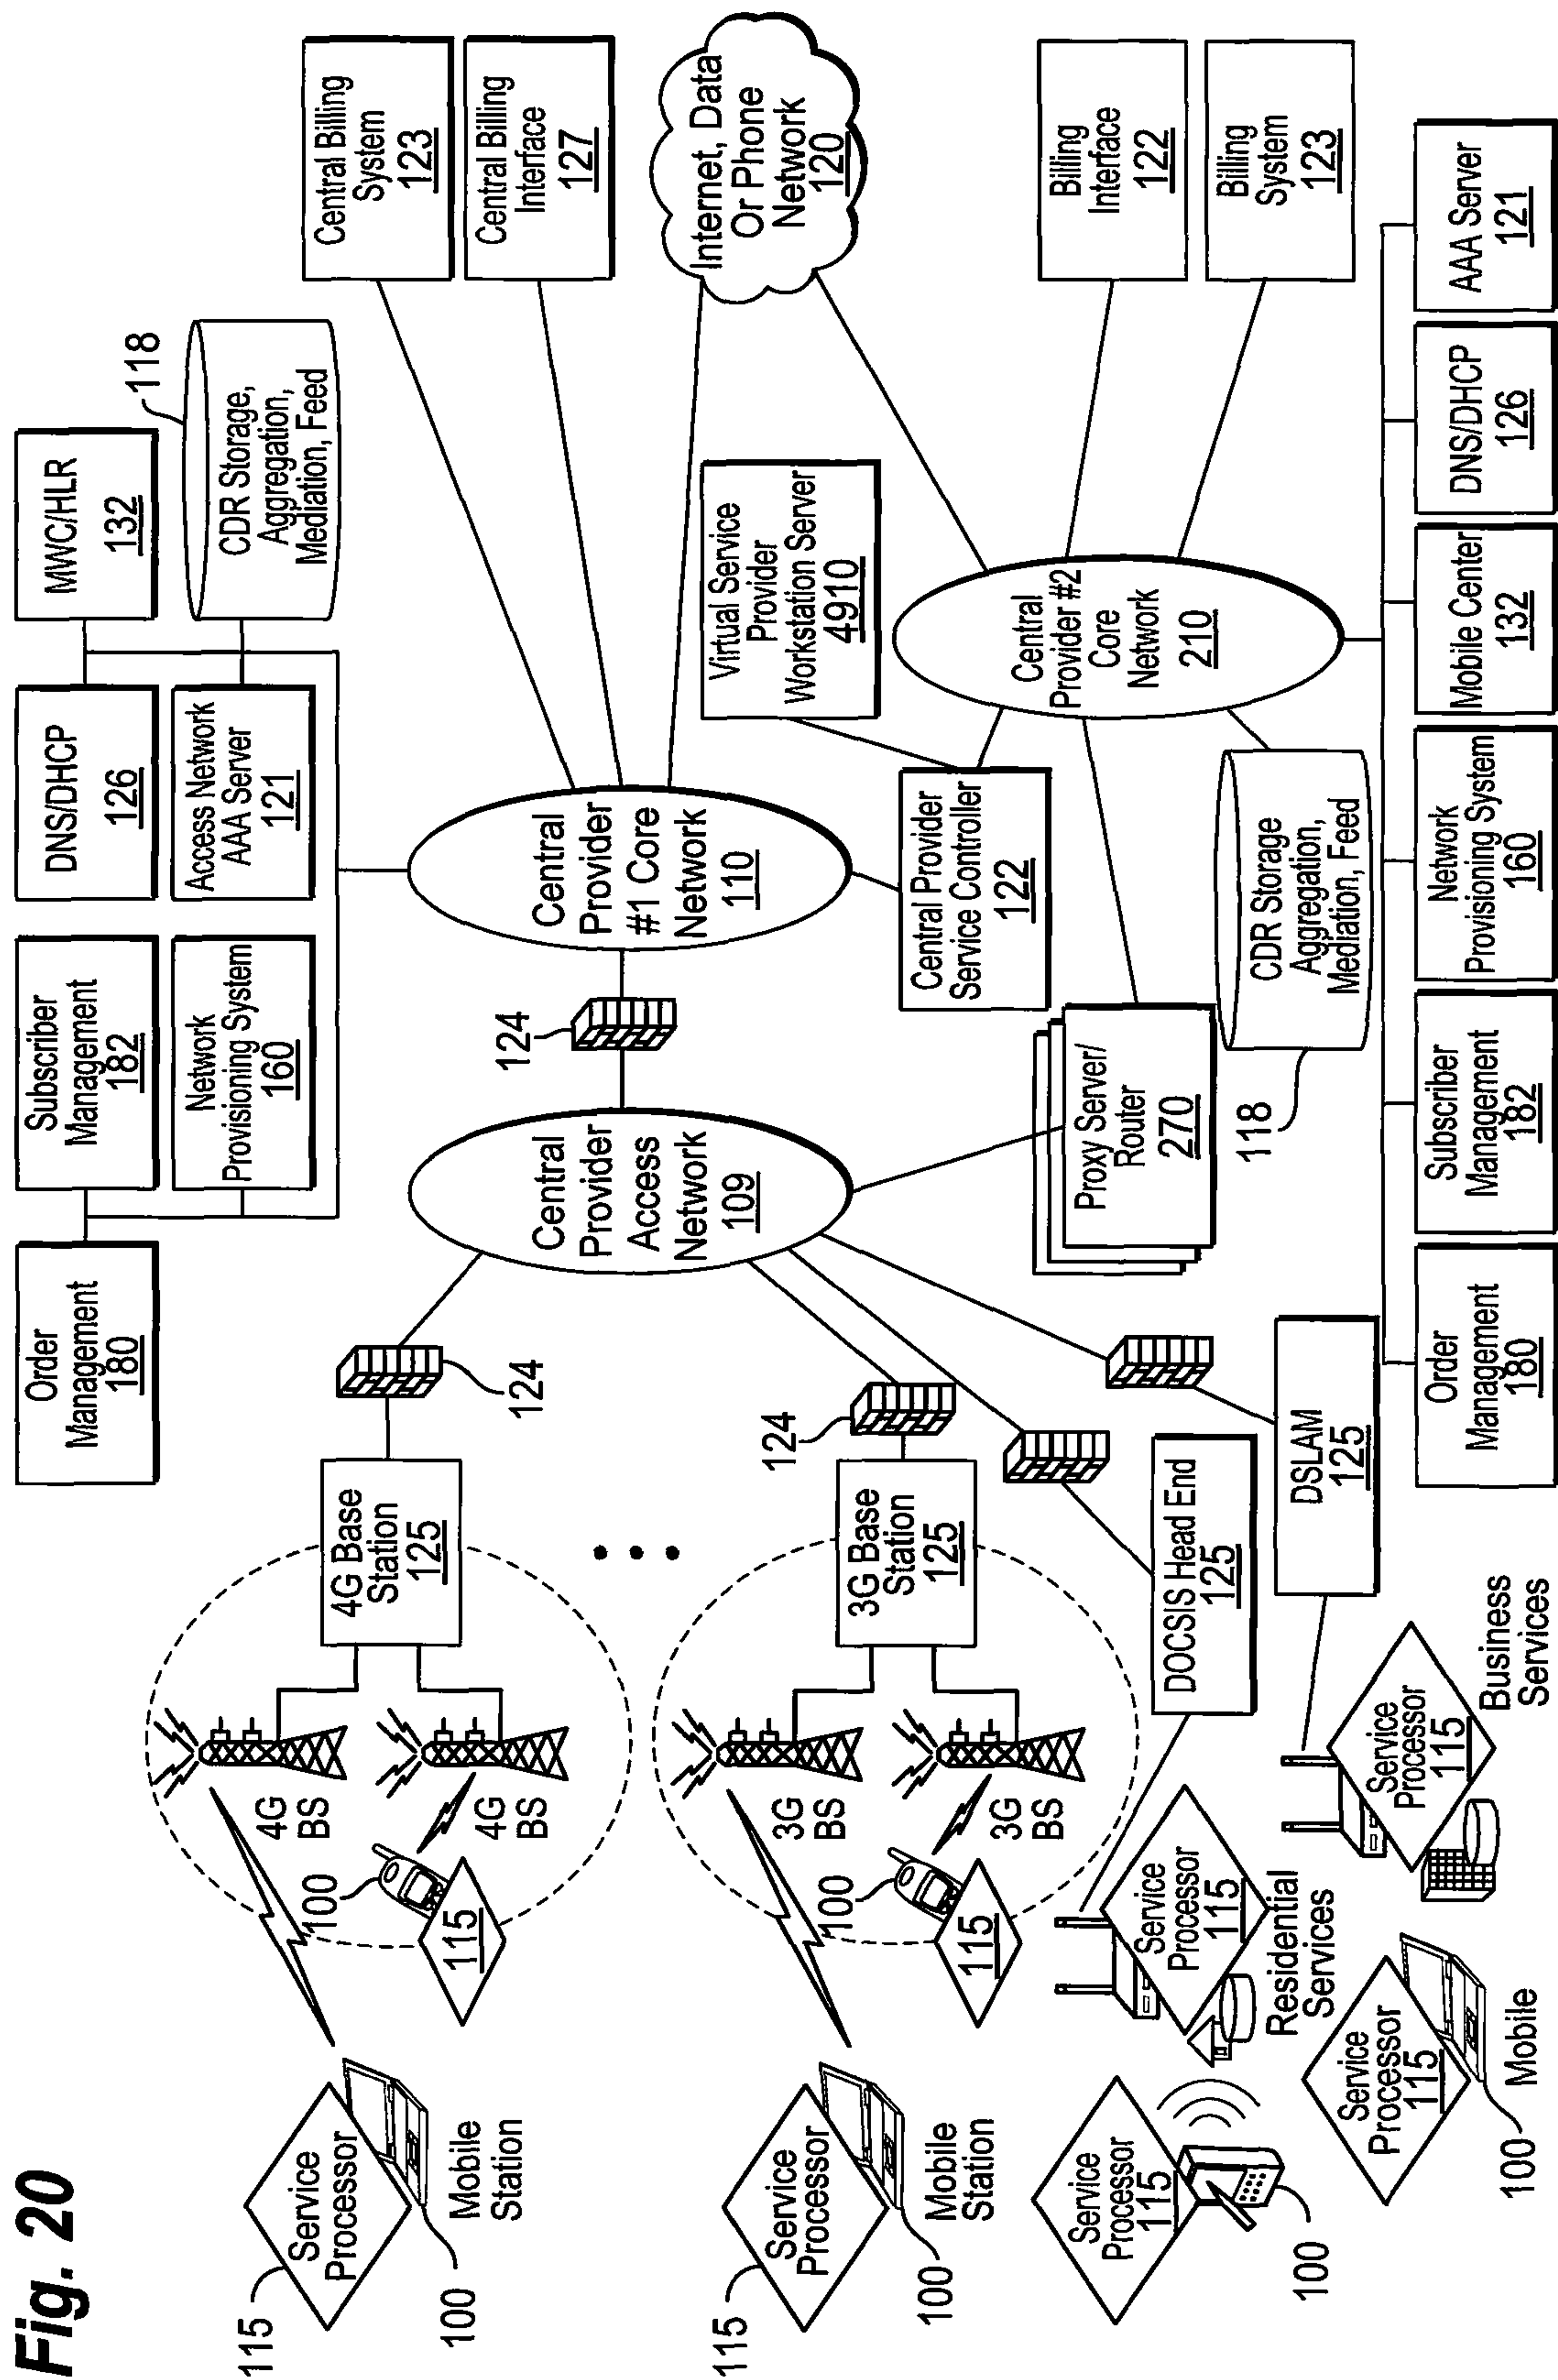 Fig. 20
Order
Management
180
Subscriber
Management
182
Network
Provisioning System
160
DNS/DHCP
126
Access Network
AAA Server
121
MWC/HLR
132
118
CDR Storage,
Aggregation,
Mediation, Feed
Central Billing
System
123
Central Billing
Interface
127
Internet, Data
Or Phone
Network
120
Billing
Interface
122
Billing
System
123
Service
Processor
115
100
Mobile
Station
4G
BS
4G
BS
100
115
4G Base
Station
125
124
Central
Provider
Access
Network
109
124
Central
Provider
#1 Core
Network
110
Virtual Service
Provider
Workstation Server
4910
Central
Provider #2
Core
Network
210
Central Provider
Service Controller
122
Service
Processor
115
100
Mobile
Station
3G
BS
3G
BS
100
115
3G Base
Station
125
124
Proxy Server/
Router
270
118
CDR Storage
Aggregation,
Mediation, Feed
DOCSIS Head End
125
DSLAM
125
Service
Processor
115
100
Service
Processor
115
Residential
Services
Service
Processor
115
Business
Services
Service
Processor
115
100
Mobile
Order
Management
180
Subscriber
Management
182
Network
Provisioning System
160
Mobile Center
132
DNS/DHCP
126
AAA Server
121